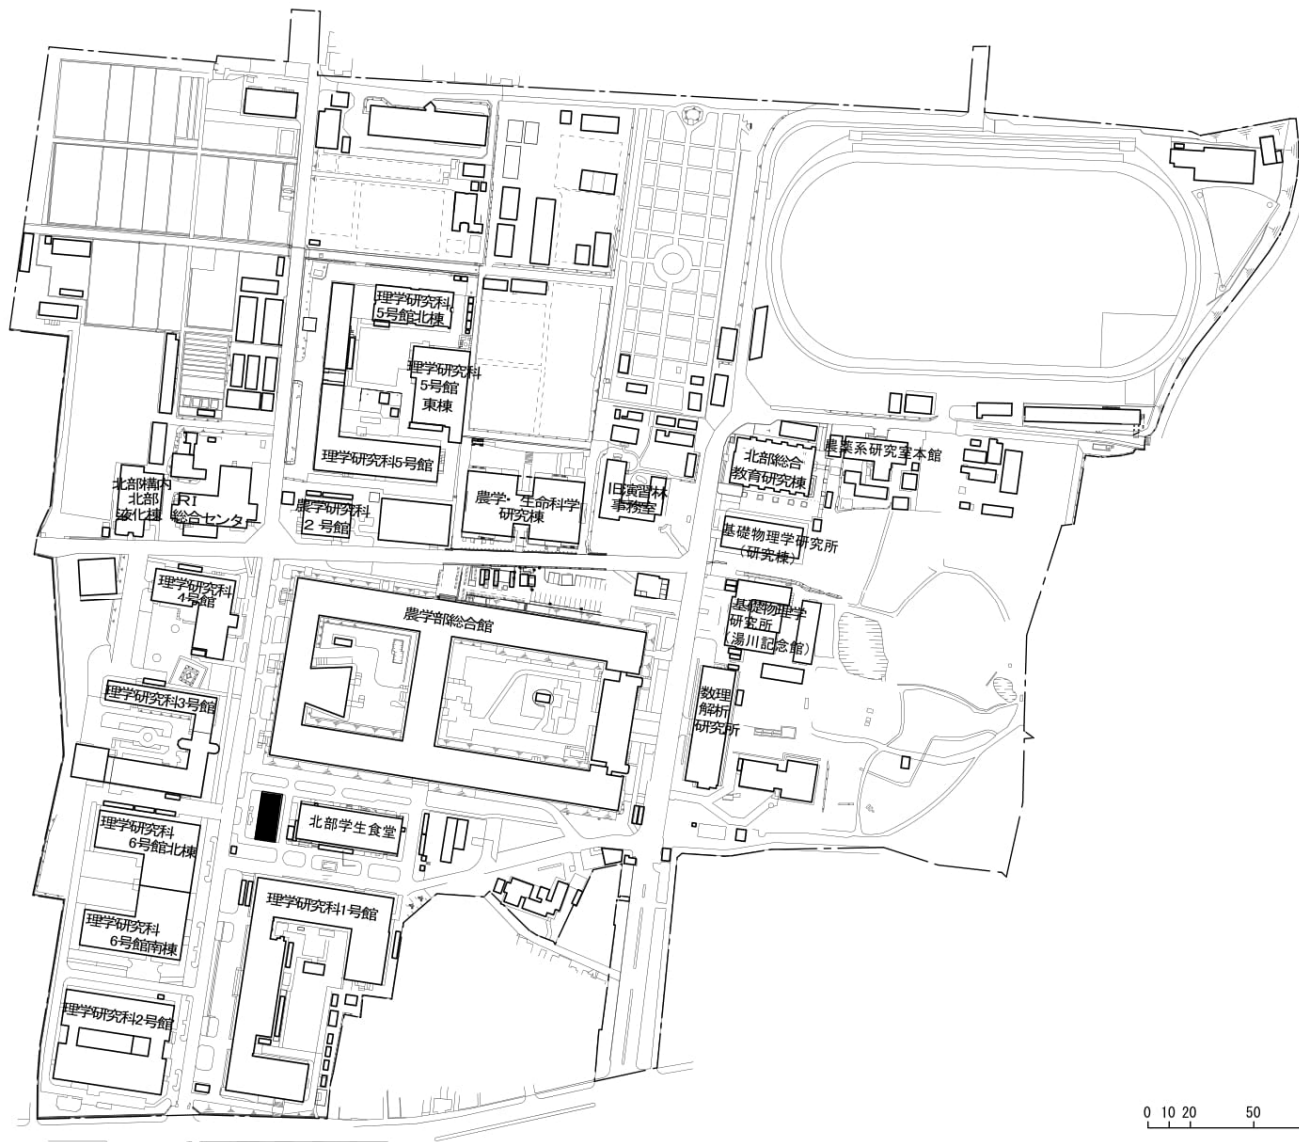 理学研究科
5号館北棟
理学研究科
5号館
東棟
理学研究科5号館
北部構内
北部
液化棟
RI
総合センター
農学研究科
2号館
農学・生命科学
研究棟
旧演習林
事務室
北部総合
教育研究棟
農薬系研究室本館
基礎物理学研究所
(研究棟)
理学研究科
4号館
農学部総合館
基礎物理学
研究所
(湯川記念館)
理学研究科3号館
数理
解析
研究所
北部学生食堂
理学研究科
6号館北棟
理学研究科1号館
理学研究科
6号館南棟
理学研究科2号館
0 10 20 50